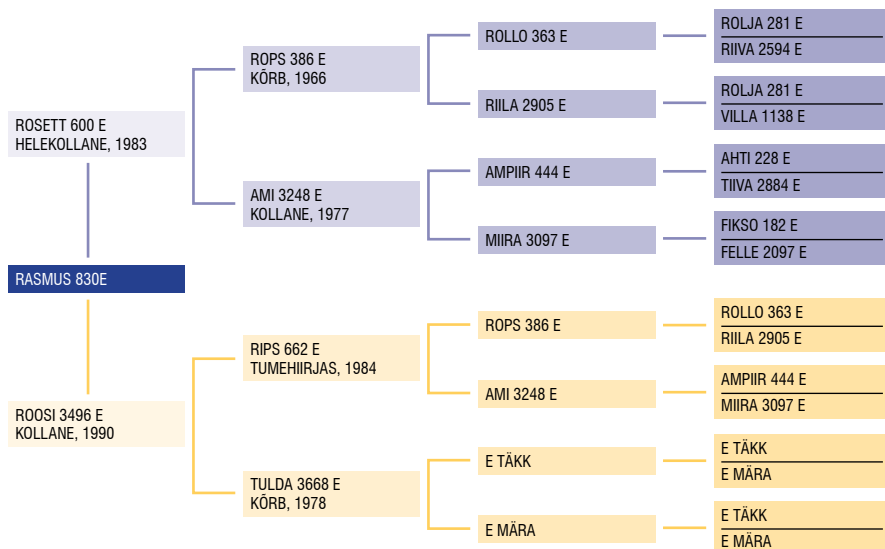 ROSETT 600 E
HELEKOLLANE, 1983
RASMUS 830E
ROOSI 3496 E
KOLLANE, 1990
ROPS 386 E
KÕRB, 1966
AMI 3248 E
KOLLANE, 1977
RIPS 662 E
TUMEHIIRJAS, 1984
TULDA 3668 E
KÕRB, 1978
ROLLO 363 E
RIILA 2905 E
AMPIIR 444 E
MIIRA 3097 E
ROPS 386 E
AMI 3248 E
E TÄKK
E MÄRA
ROLJA 281 E
RIIVA 2594 E
ROLJA 281 E
VILLA 1138 E
AHTI 228 E
TIIVA 2884 E
FIKSO 182 E
FELLE 2097 E
ROLLO 363 E
RIILA 2905 E
AMPIIR 444 E
MIIRA 3097 E
E TÄKK
E MÄRA
E TÄKK
E MÄRA